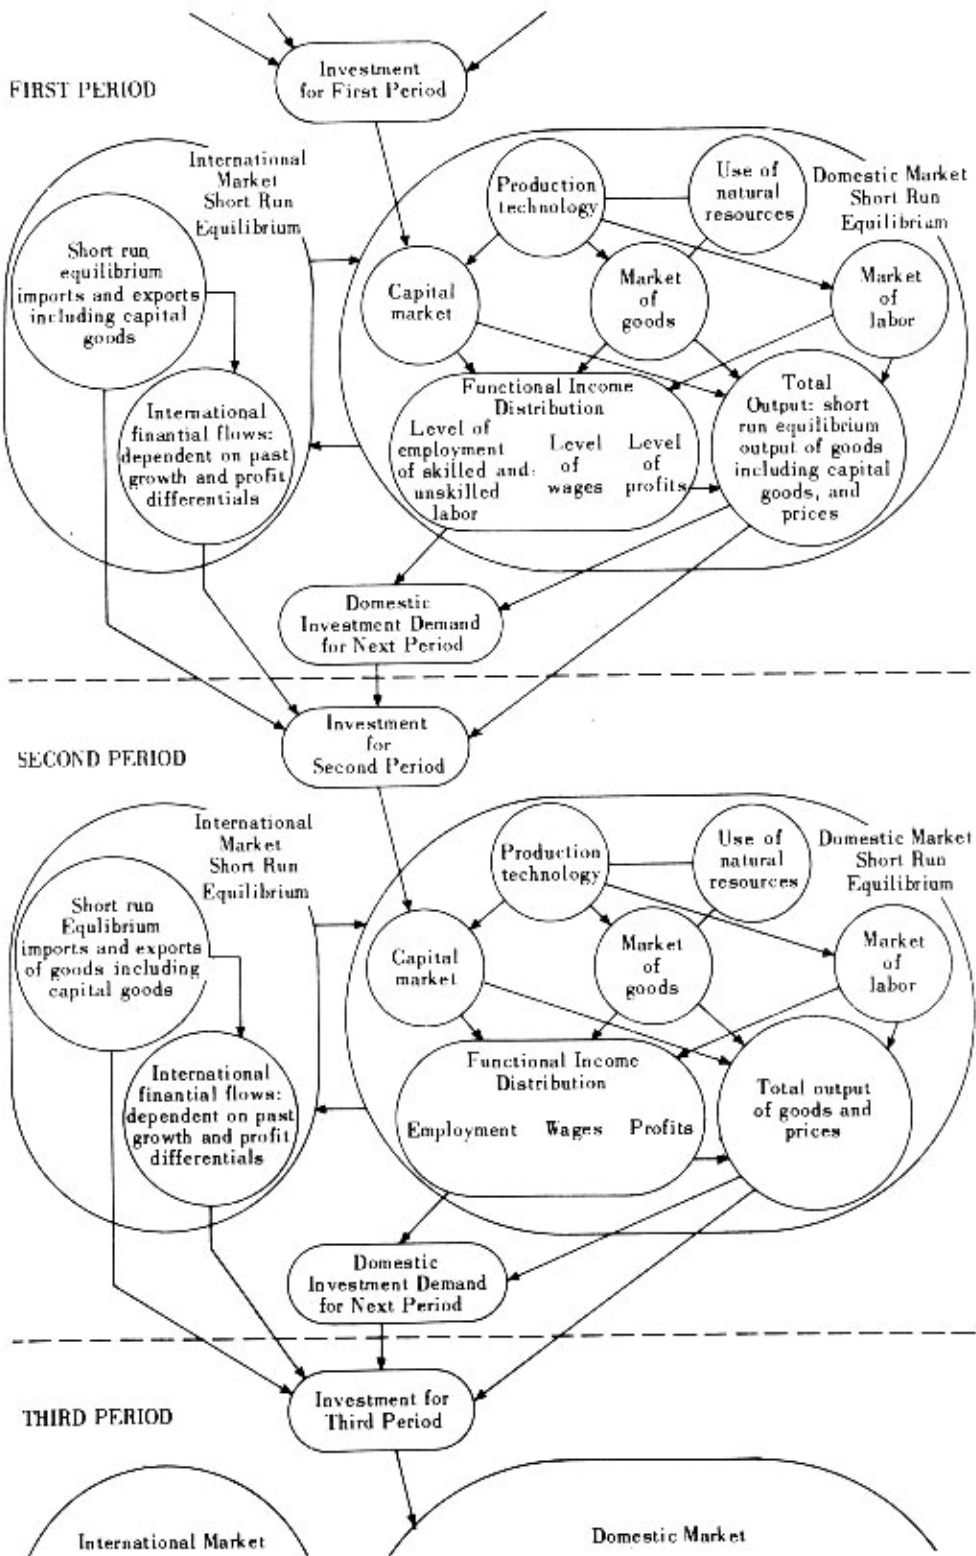 FIRST PERIOD
Investment
for First Period
International
Market
Short Run
Equilibrium
Short run
equilibrium
imports and exports
including capital
goods
International
finantial flows:
dependent on past
growth and profit
differentials
Production
technology
Use of
natural
resources
Domestic Market
Short Run
Equilibrium
Capital
market
Market
of
goods
Market
of
labor
Functional Income
Distribution
Level of
employment
of skilled and:
unskilled
labor
Level
of
wages
Level
of
profits
Total
Output: short
run equilibrium
output of goods
including capital
goods, and
prices
Domestic
Investment Demand
for Next Period
SECOND PERIOD
Investment
for
Second Period
International
Market
Short Run
Equilibrium
Short run
Equlibrium
imports and exports
of goods including
capital goods
International
finantial flows:
dependent on past
growth and profit
differentials
Production
technology
Use of
natural
resources
Domestic Market
Short Run
Equilibrium
Capital
market
Market
of
goods
Market
of
labor
Functional Income
Distribution
Employment Wages Profits
Total output
of goods and
prices
Domestic
Investment Demand
for Next Period
THIRD PERIOD
Investment for
Third Period
International Market
Domestic Market